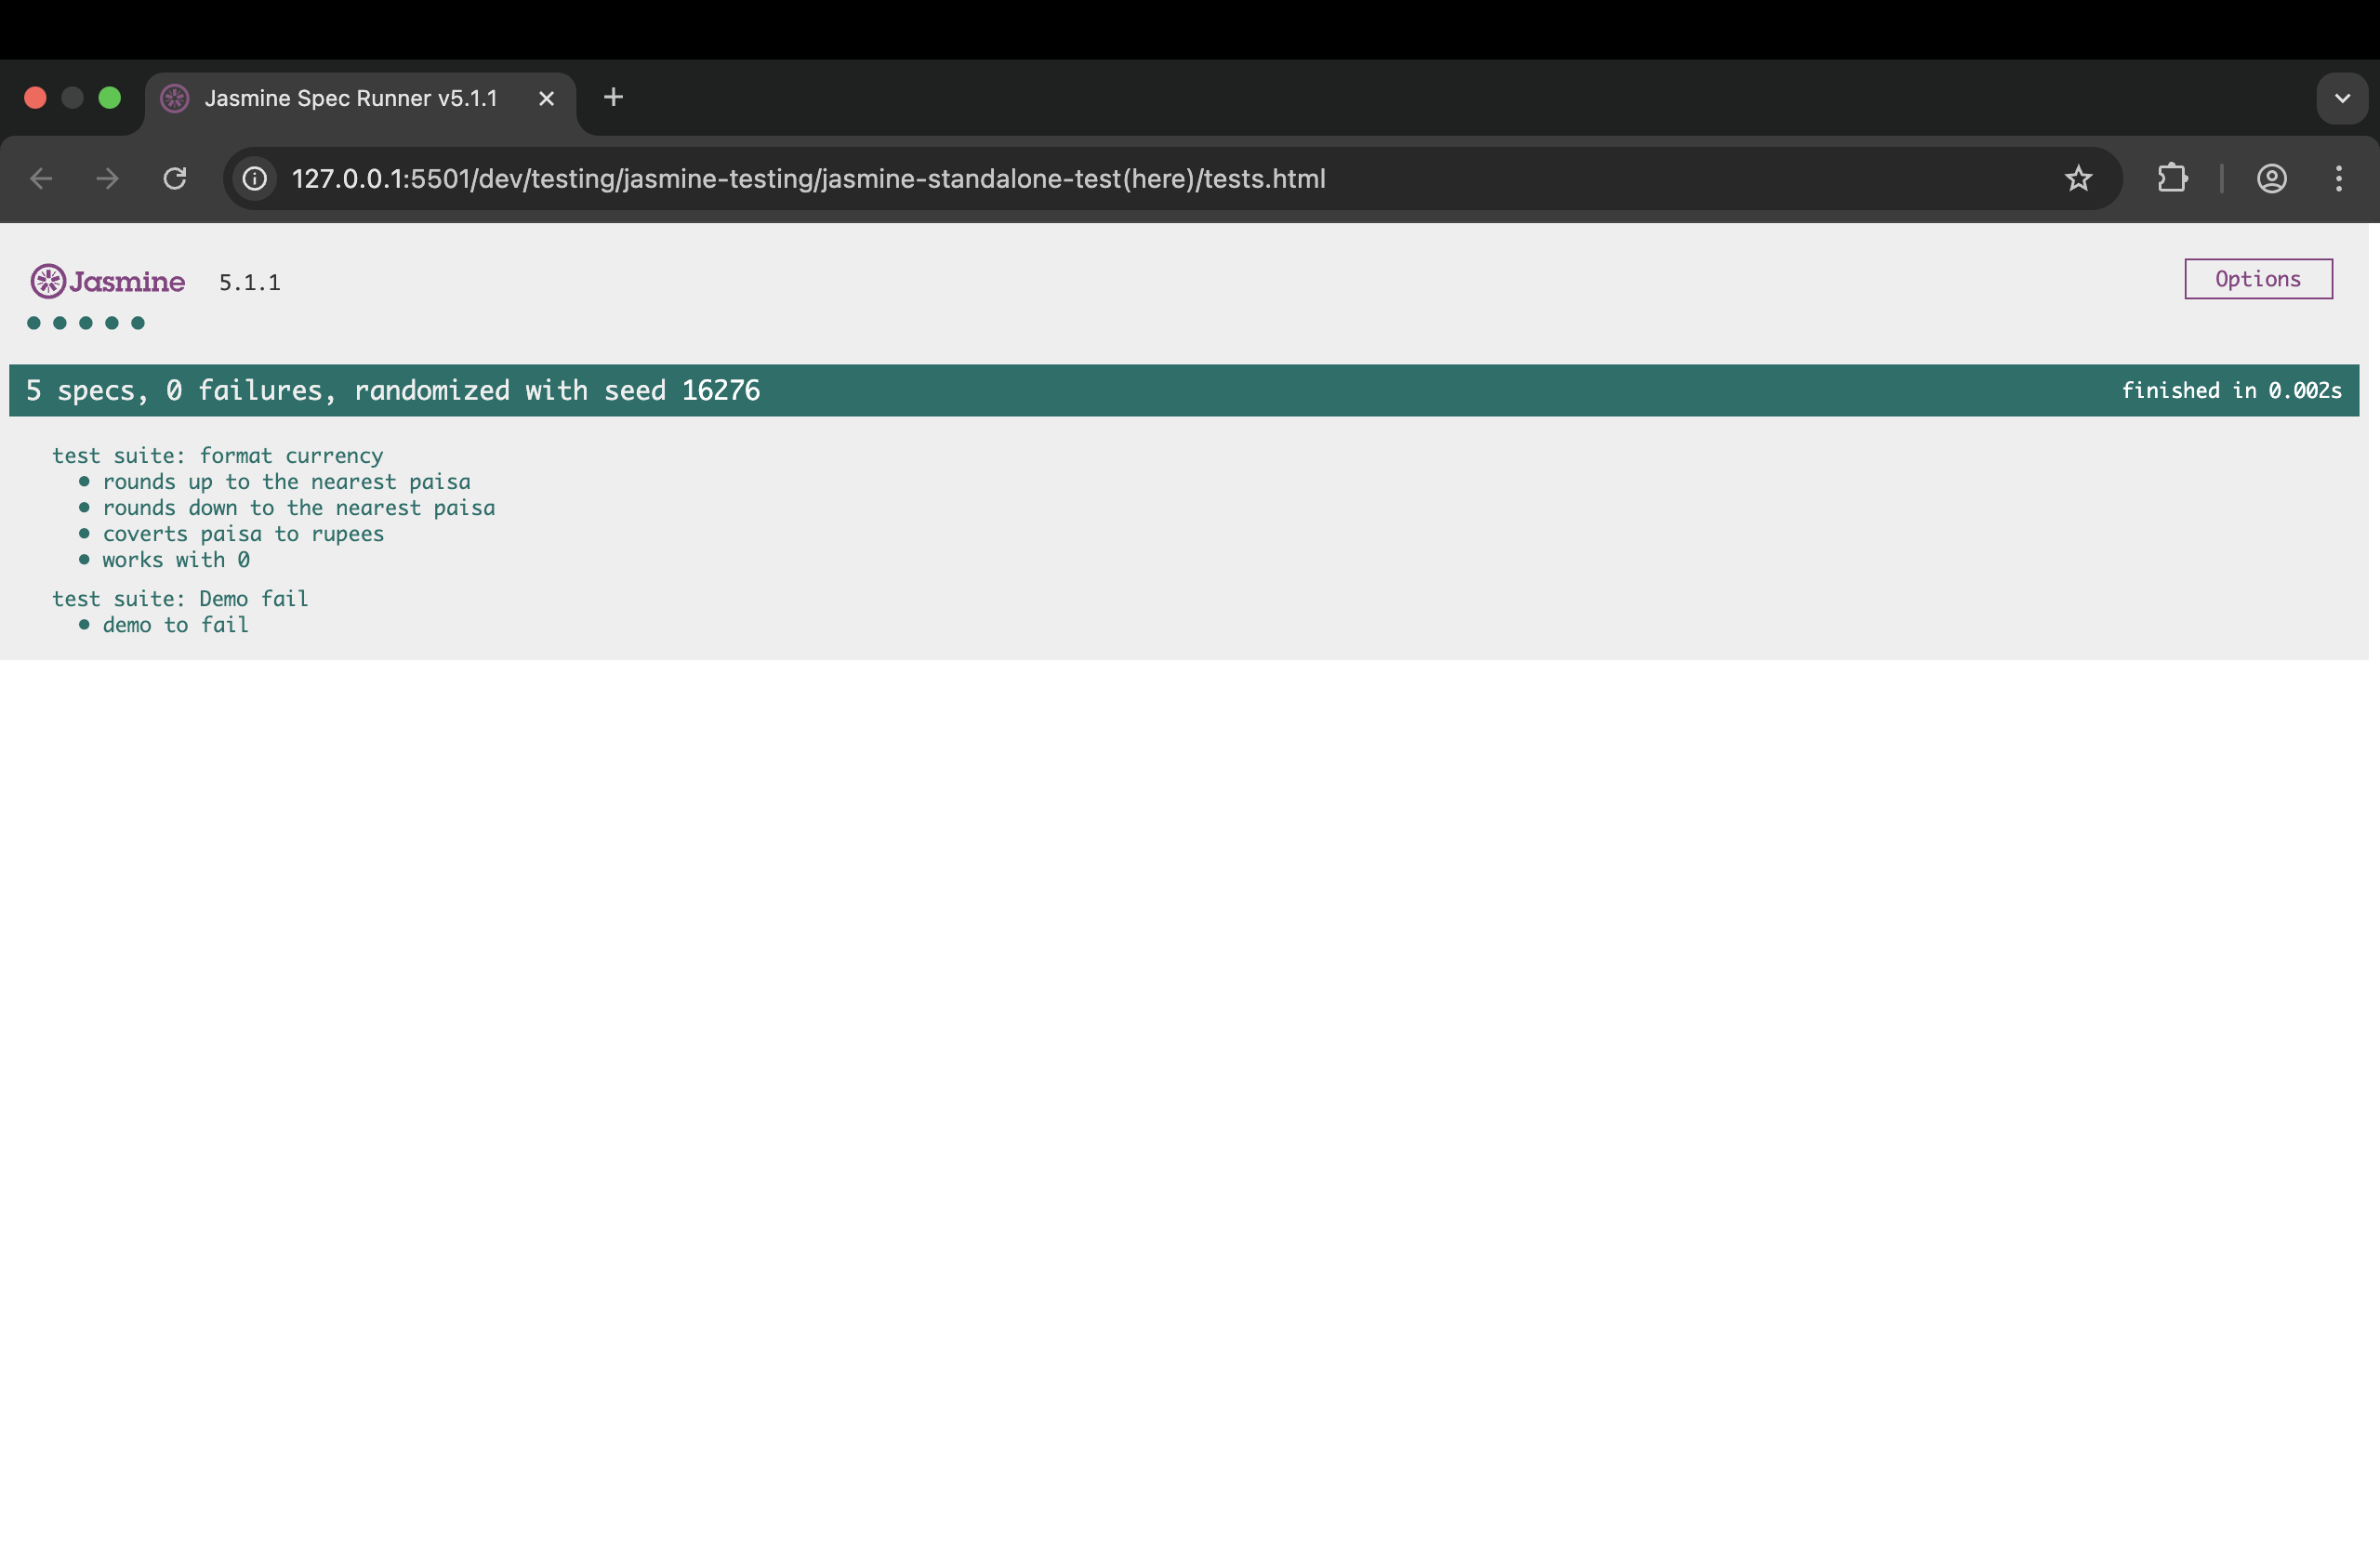 Jasmine Spec Runner v5.1.1
127.0.0.1:5501/dev/testing/jasmine-testing/jasmine-standalone-test(here)/tests.html
Jasmine 5.1.1
Options
5 specs, 0 failures, randomized with seed 16276
finished in 0.002s
test suite: format currency
• rounds up to the nearest paisa
• rounds down to the nearest paisa
• coverts paisa to rupees
• works with 0
test suite: Demo fail
• demo to fail